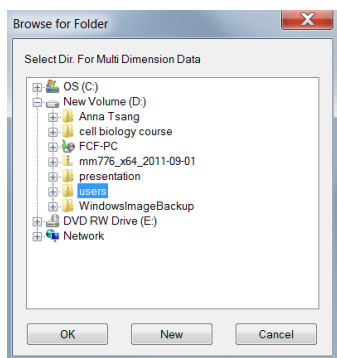 Browse for Folder
Select Dir. For Multi Dimension Data
OS (C:)
New Volume (D:)
Anna Tsang
cell biology course
FCF-PC
mm776_x64_2011-09-01
presentation
users
WindowsImageBackup
DVD RW Drive (E:)
Network
OK New Cancel